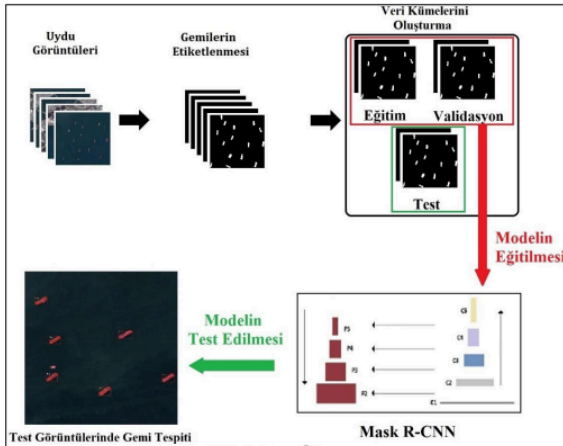 Uydu
Görüntüleri
Gemilerin
Etiketlenmesi
Veri Kümelerini
Oluşturma
Eğitim
Validasyon
Test
Modelin
Eğitilmesi
Modelin
Test Edilmesi
P5
P4
P3
P2
C5
C4
C3
C2
C1
Mask R-CNN
Test Görüntülerinde Gemi Tespiti